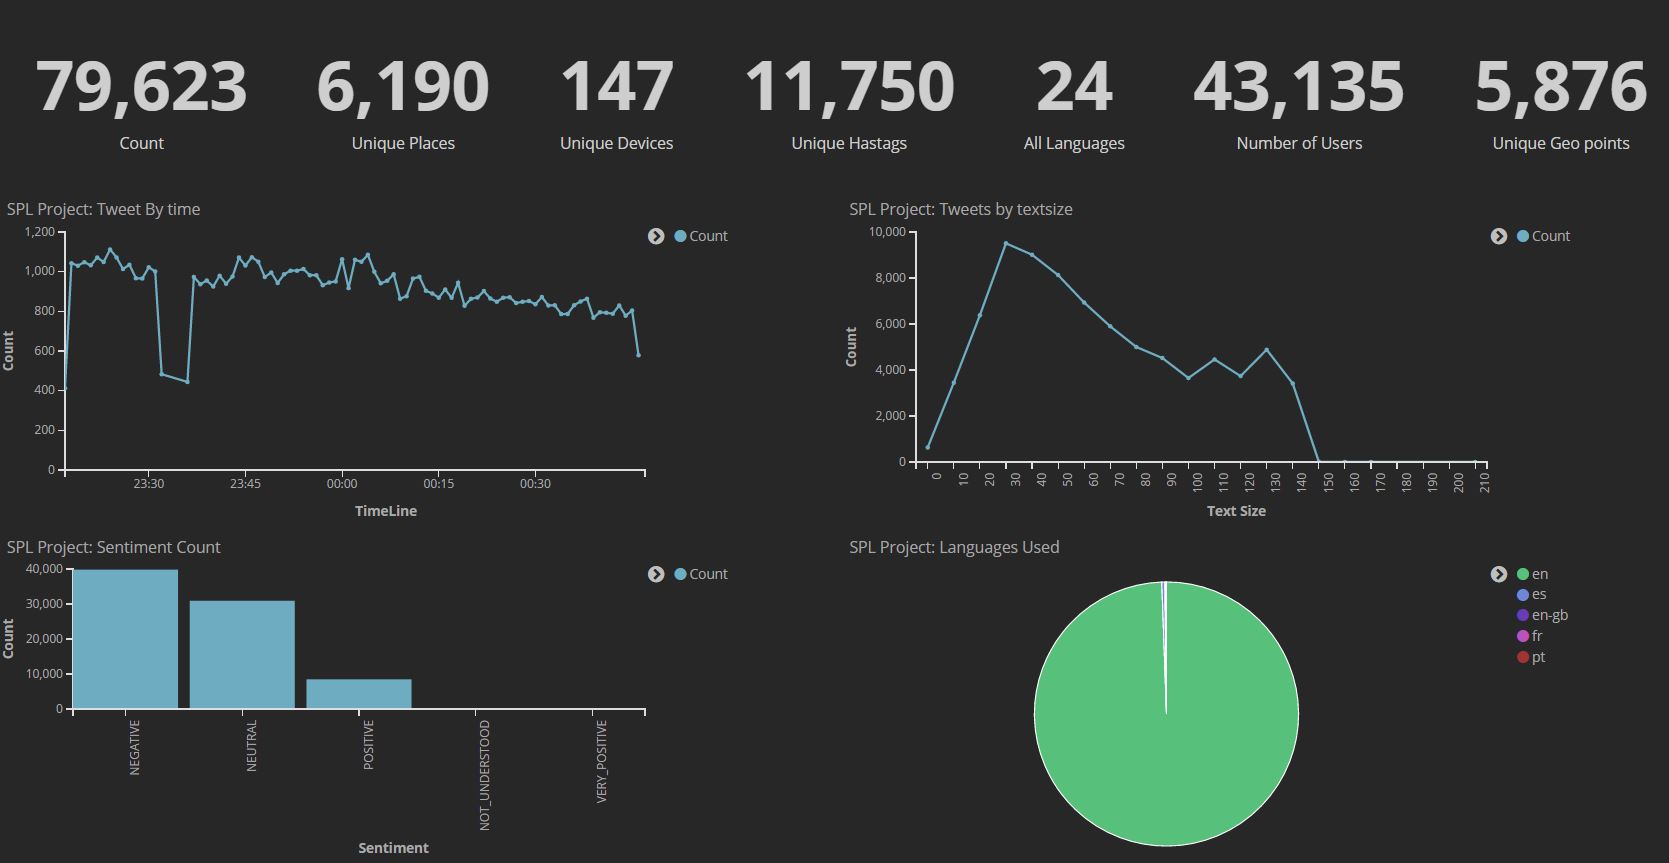 79,623 6,190 147 11,750 24 43,135 5,876
Count Unique Places Unique Devices Unique Hastags All Languages Number of Users Unique Geo points
SPL Project: Tweet By time
1,200
1,000
800
600
400
200
0
Count
23:30 23:45 00:00 00:15 00:30
TimeLine
Count
SPL Project: Tweets by textsize
10,000
8,000
6,000
4,000
2,000
0
Count
0 10 20 30 40 50 60 70 80 90 100 110 120 130 140 150 160 170 180 190 200 210
Text Size
Count
SPL Project: Sentiment Count
40,000
30,000
20,000
10,000
0
Count
NEGATIVE NEUTRAL POSITIVE NOT_UNDERSTOOD VERY_POSITIVE
Sentiment
Count
SPL Project: Languages Used
en
es
en-gb
fr
pt